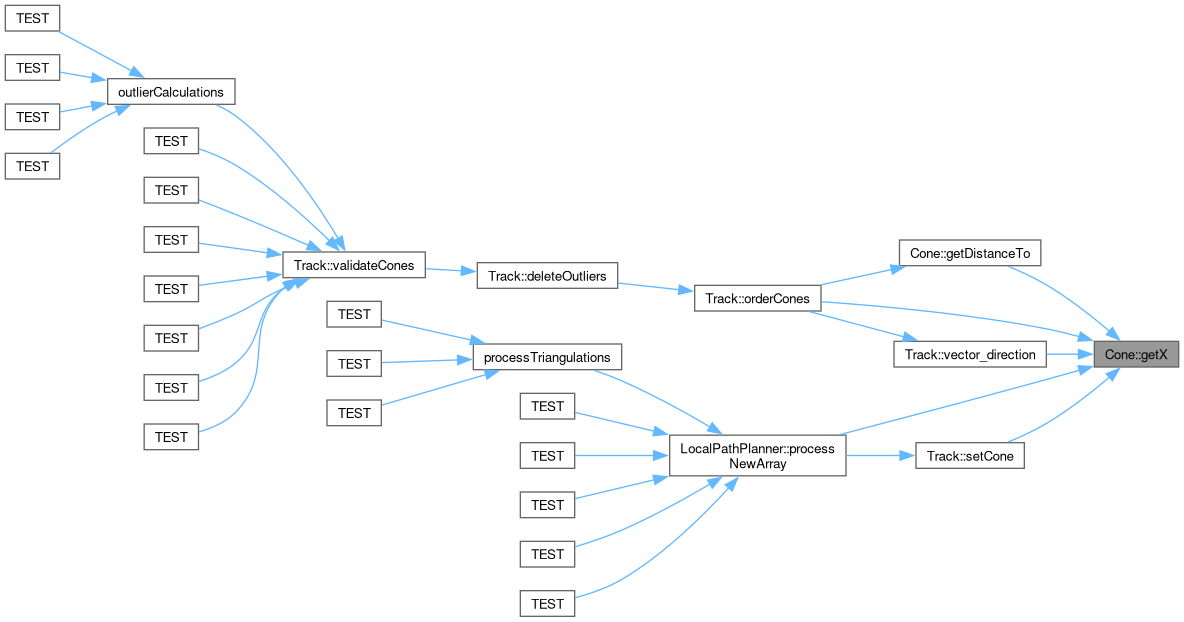 TEST
TEST
TEST
TEST
outlierCalculations
TEST
TEST
TEST
TEST
TEST
TEST
TEST
Track::validateCones
TEST
TEST
TEST
Track::deleteOutliers
processTriangulations
TEST
TEST
TEST
TEST
TEST
Track::orderCones
LocalPathPlanner::process
NewArray
Cone::getDistanceTo
Track::vector_direction
Track::setCone
Cone::getX